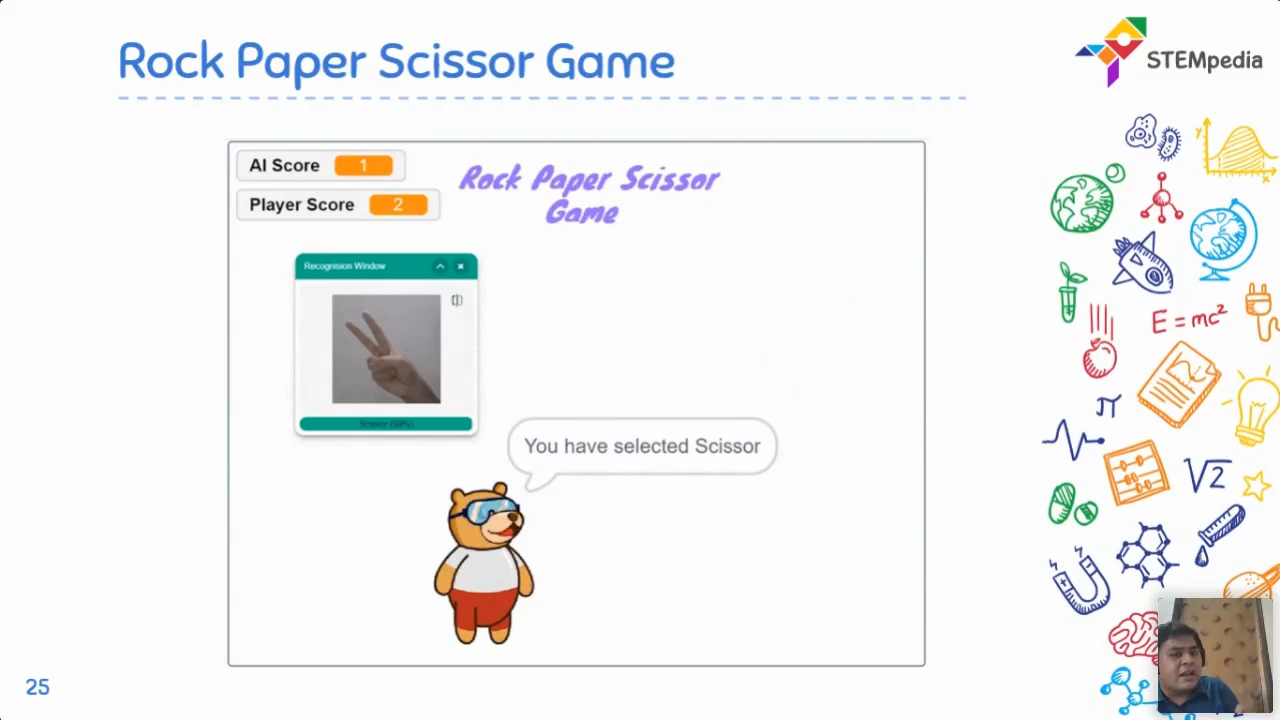 Rock Paper Scissor Game
STEMpedia
AI Score 1
Player Score 2
Rock Paper Scissor
Game
Recognision Window
You have selected Scissor
y
x
E = mc²
π
√2
25